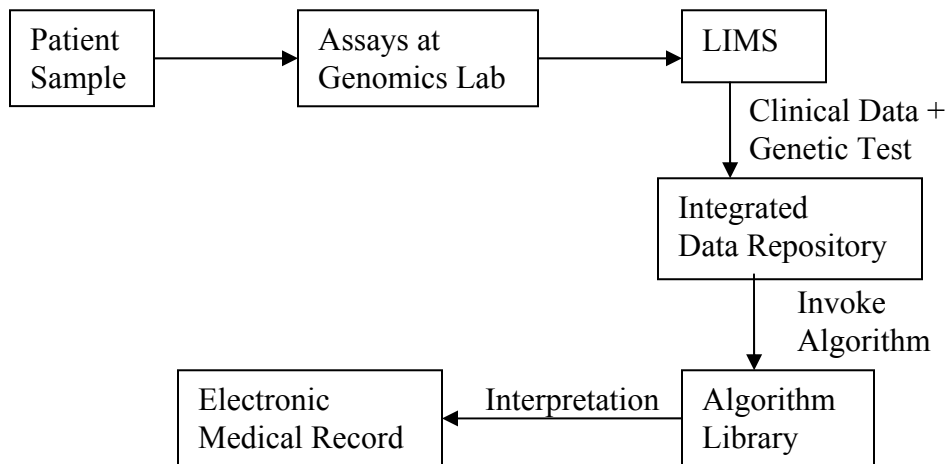 Patient
Sample
Assays at
Genomics Lab
LIMS
Clinical Data +
Genetic Test
Integrated
Data Repository
Invoke
Algorithm
Algorithm
Library
Interpretation
Electronic
Medical Record